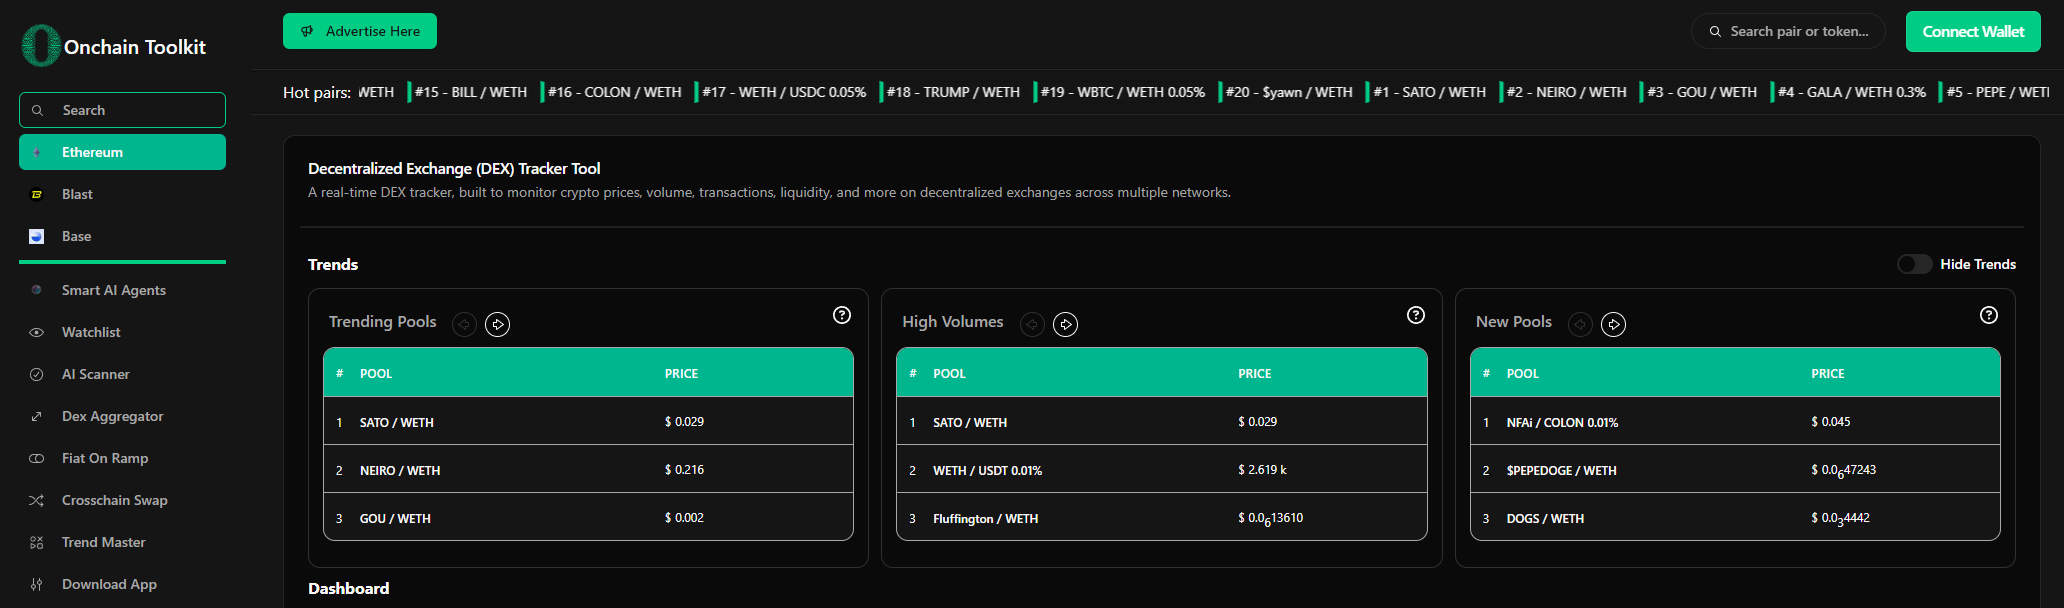 Onchain Toolkit
Search
Ethereum
Blast
Base
Smart AI Agents
Watchlist
AI Scanner
Dex Aggregator
Fiat On Ramp
Crosschain Swap
Trend Master
Download App
Advertise Here
Search pair or token...
Connect Wallet
Hot pairs: WETH #15 - BILL / WETH #16 - COLON / WETH #17 - WETH / USDC 0.05% #18 - TRUMP / WETH #19 - WBTC / WETH 0.05% #20 - $yawn / WETH #1 - SATO / WETH #2 - NEIRO / WETH #3 - GOU / WETH #4 - GALA / WETH 0.3% #5 - PEPE / WETH
Decentralized Exchange (DEX) Tracker Tool
A real-time DEX tracker, built to monitor crypto prices, volume, transactions, liquidity, and more on decentralized exchanges across multiple networks.
Trends
Hide Trends
Trending Pools
# POOL PRICE
1 SATO / WETH $ 0.029
2 NEIRO / WETH $ 0.216
3 GOU / WETH $ 0.002
High Volumes
# POOL PRICE
1 SATO / WETH $ 0.029
2 WETH / USDT 0.01% $ 2.619 k
3 Fluffington / WETH $ 0.0₆13610
New Pools
# POOL PRICE
1 NFAi / COLON 0.01% $ 0.045
2 $PEPEDOGE / WETH $ 0.0₆47243
3 DOGS / WETH $ 0.0₃4442
Dashboard